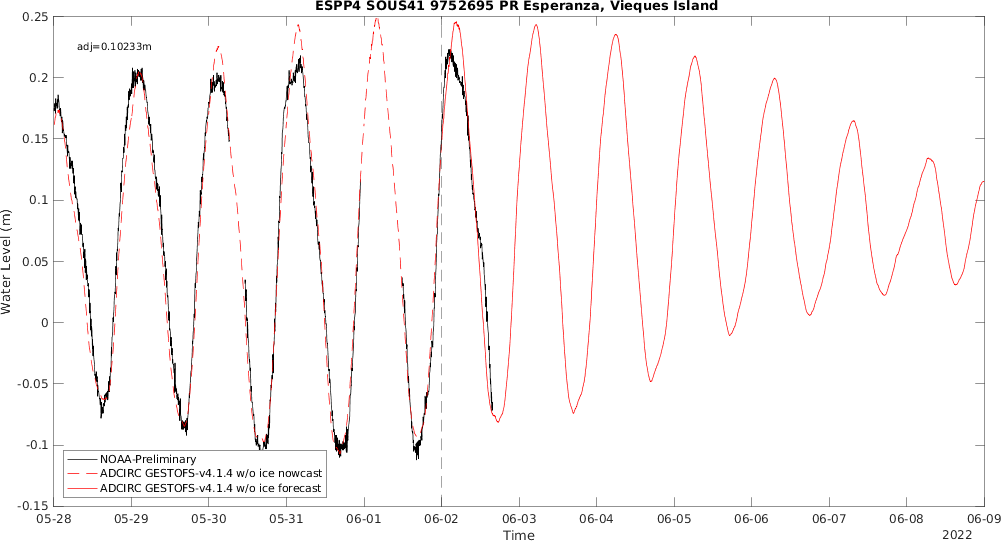 ESPP4 SOUS41 9752695 PR Esperanza, Vieques Island
0.25
adj=0.10233m
0.2
0.15
0.1
0.05
0
-0.05
-0.1
-0.15
Water Level (m)
NOAA-Preliminary
ADCIRC GESTOFS-v4.1.4 w/o ice nowcast
ADCIRC GESTOFS-v4.1.4 w/o ice forecast
05-28 05-29 05-30 05-31 06-01 06-02 06-03 06-04 06-05 06-06 06-07 06-08 06-09
Time
2022